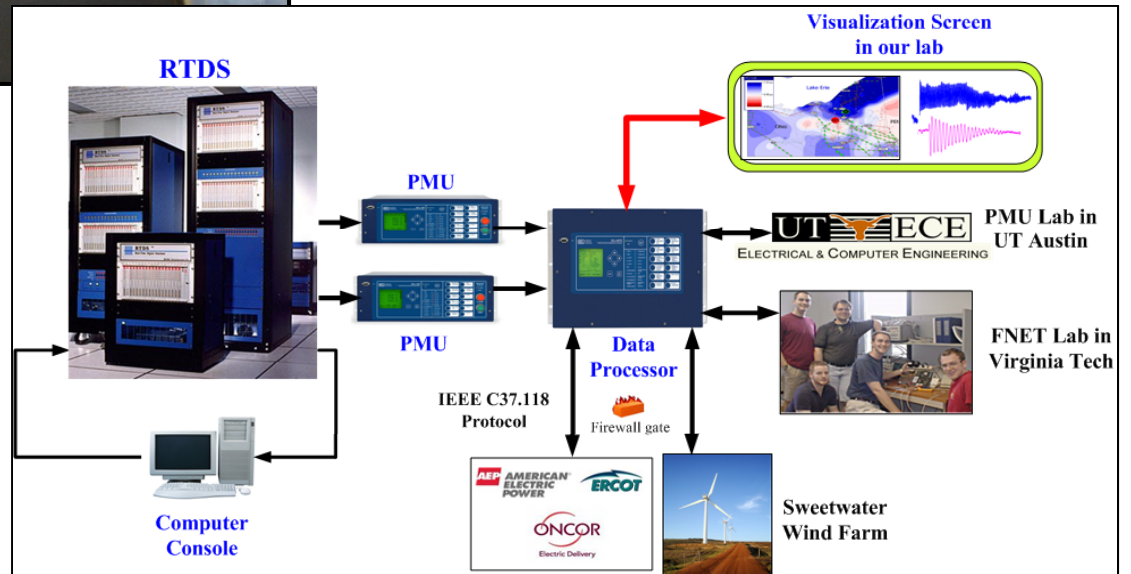 Visualization Screen
in our lab
RTDS
Lake Erie
PMU
UT ECE
ELECTRICAL & COMPUTER ENGINEERING
PMU Lab in
UT Austin
PMU
Data
Processor
FNET Lab in
Virginia Tech
IEEE C37.118
Protocol
Firewall gate
AEP AMERICAN®
ELECTRIC
POWER
ERCOT
ONCOR
Electric Delivery
Sweetwater
Wind Farm
Computer
Console